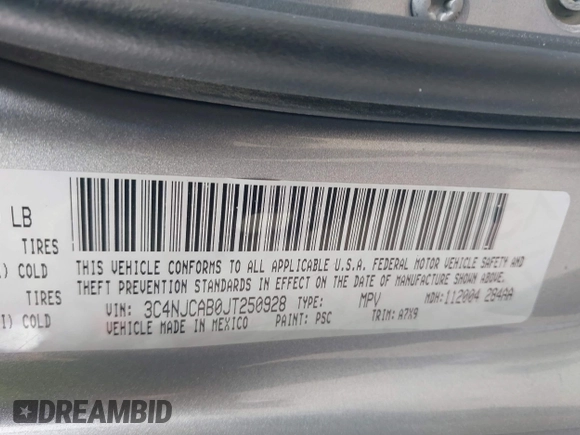 LB
TIRES
) COLD
TIRES
I) COLD
THIS VEHICLE CONFORMS TO ALL APPLICABLE U.S.A. FEDERAL MOTOR VEHICLE SAFETY AND
THEFT PREVENTION STANDARDS IN EFFECT ON THE DATE OF MANUFACTURE SHOWN ABOVE.
VIN: 3C4NJCAB0JT250928 TYPE: MPV MDH: 112004 284AA
VEHICLE MADE IN MEXICO PAINT: PSC TRIM: A7X9
DREAMBID